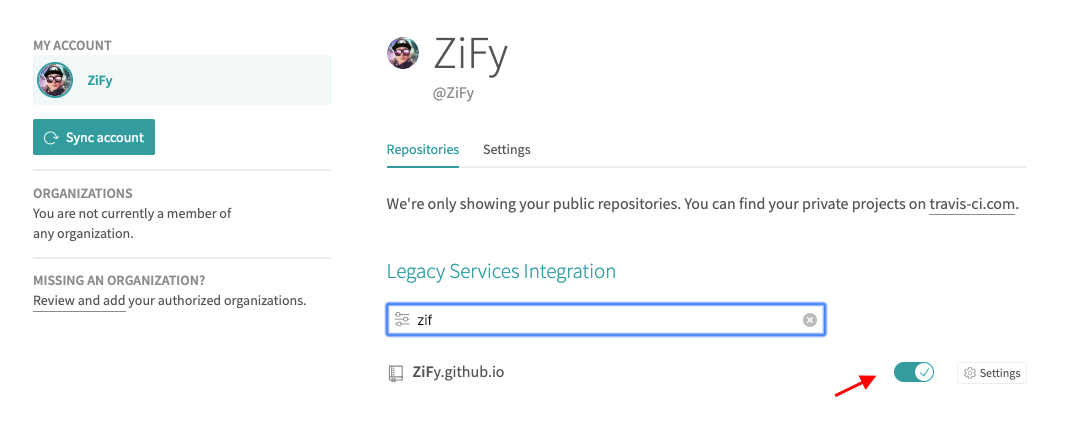 MY ACCOUNT
ZiFy
Sync account
ORGANIZATIONS
You are not currently a member of
any organization.
MISSING AN ORGANIZATION?
Review and add your authorized organizations.
ZiFy
@ZiFy
Repositories Settings
We're only showing your public repositories. You can find your private projects on travis-ci.com.
Legacy Services Integration
zif
ZiFy.github.io
Settings